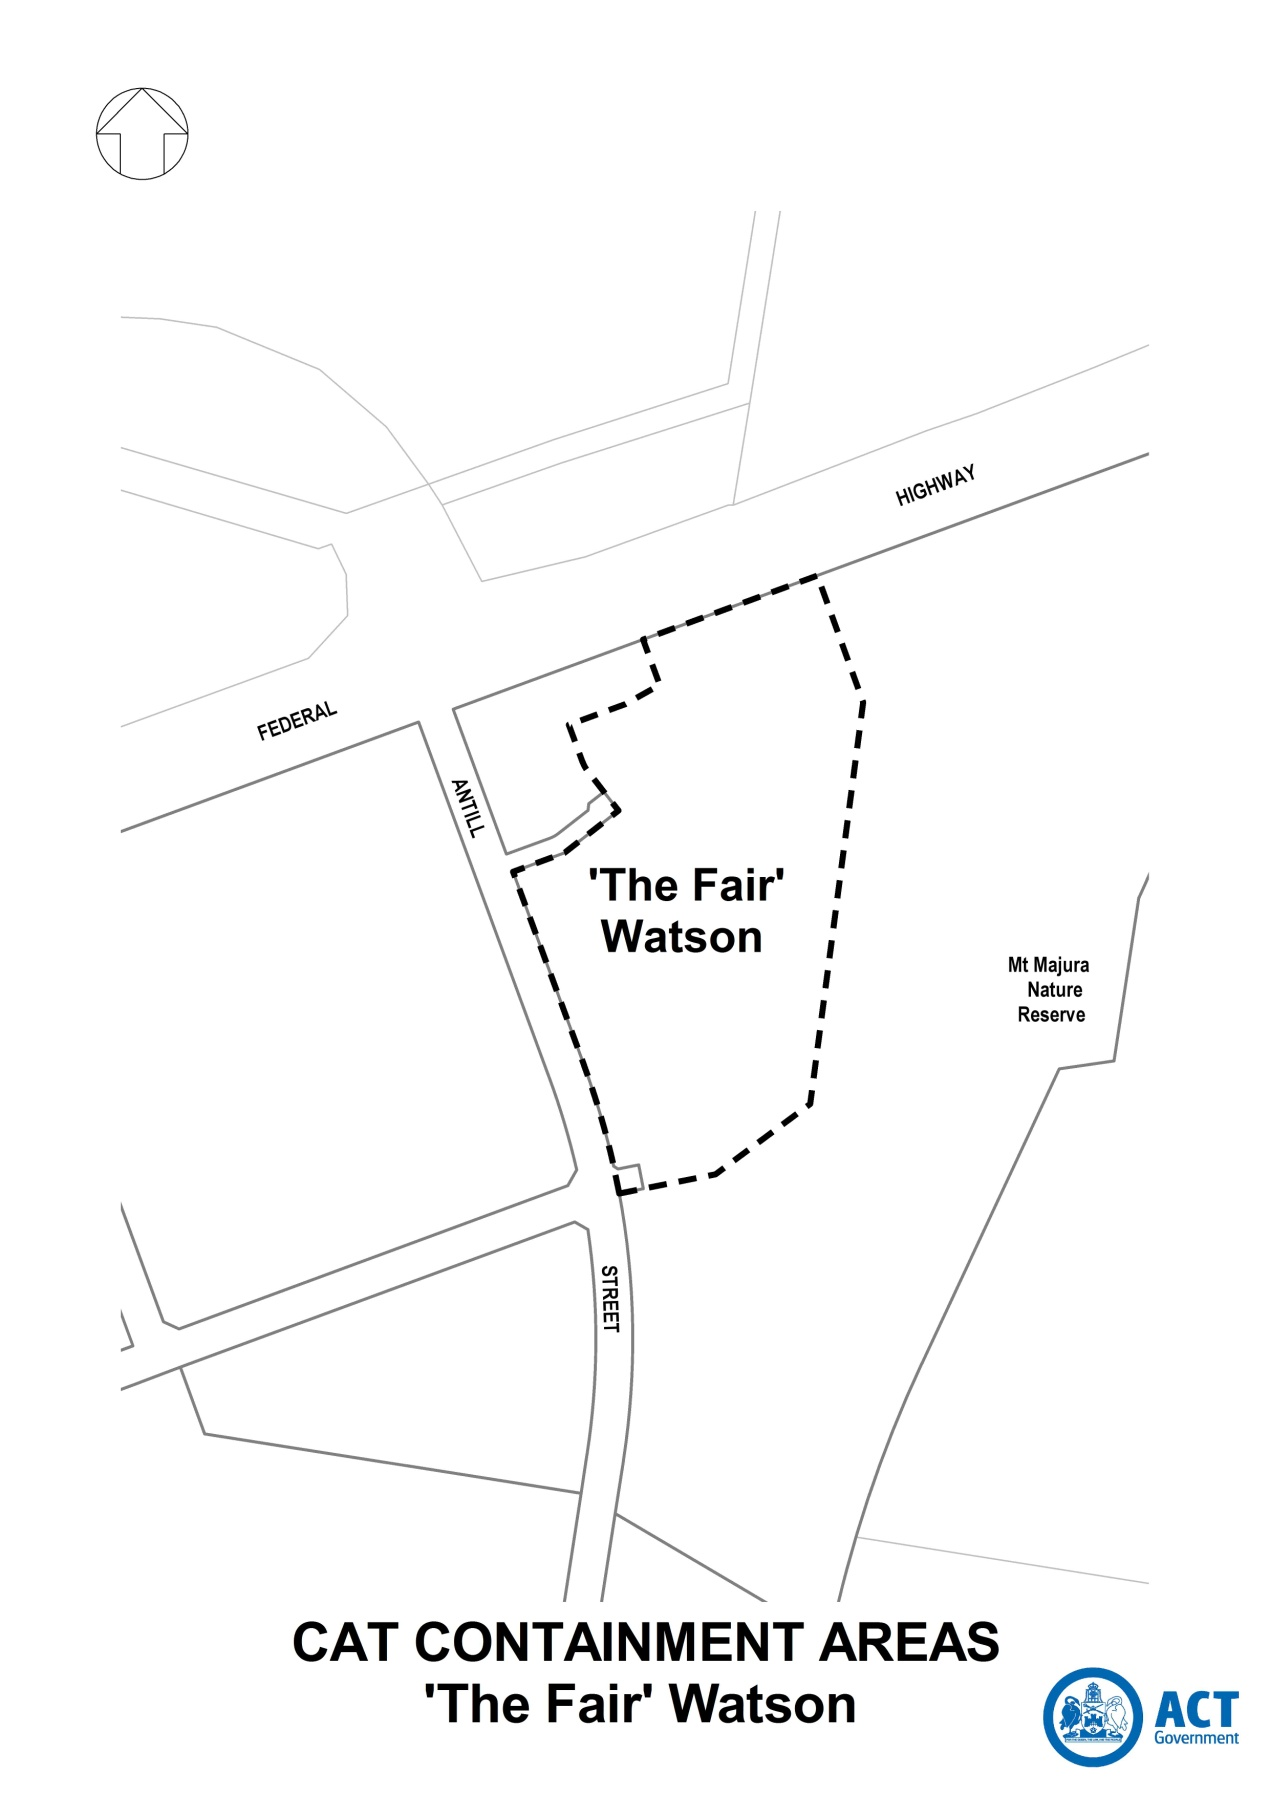 HIGHWAY
FEDERAL
ANTILL
'The Fair'
Watson
Mt Majura
Nature
Reserve
STREET
CAT CONTAINMENT AREAS
'The Fair' Watson
ACT
Government